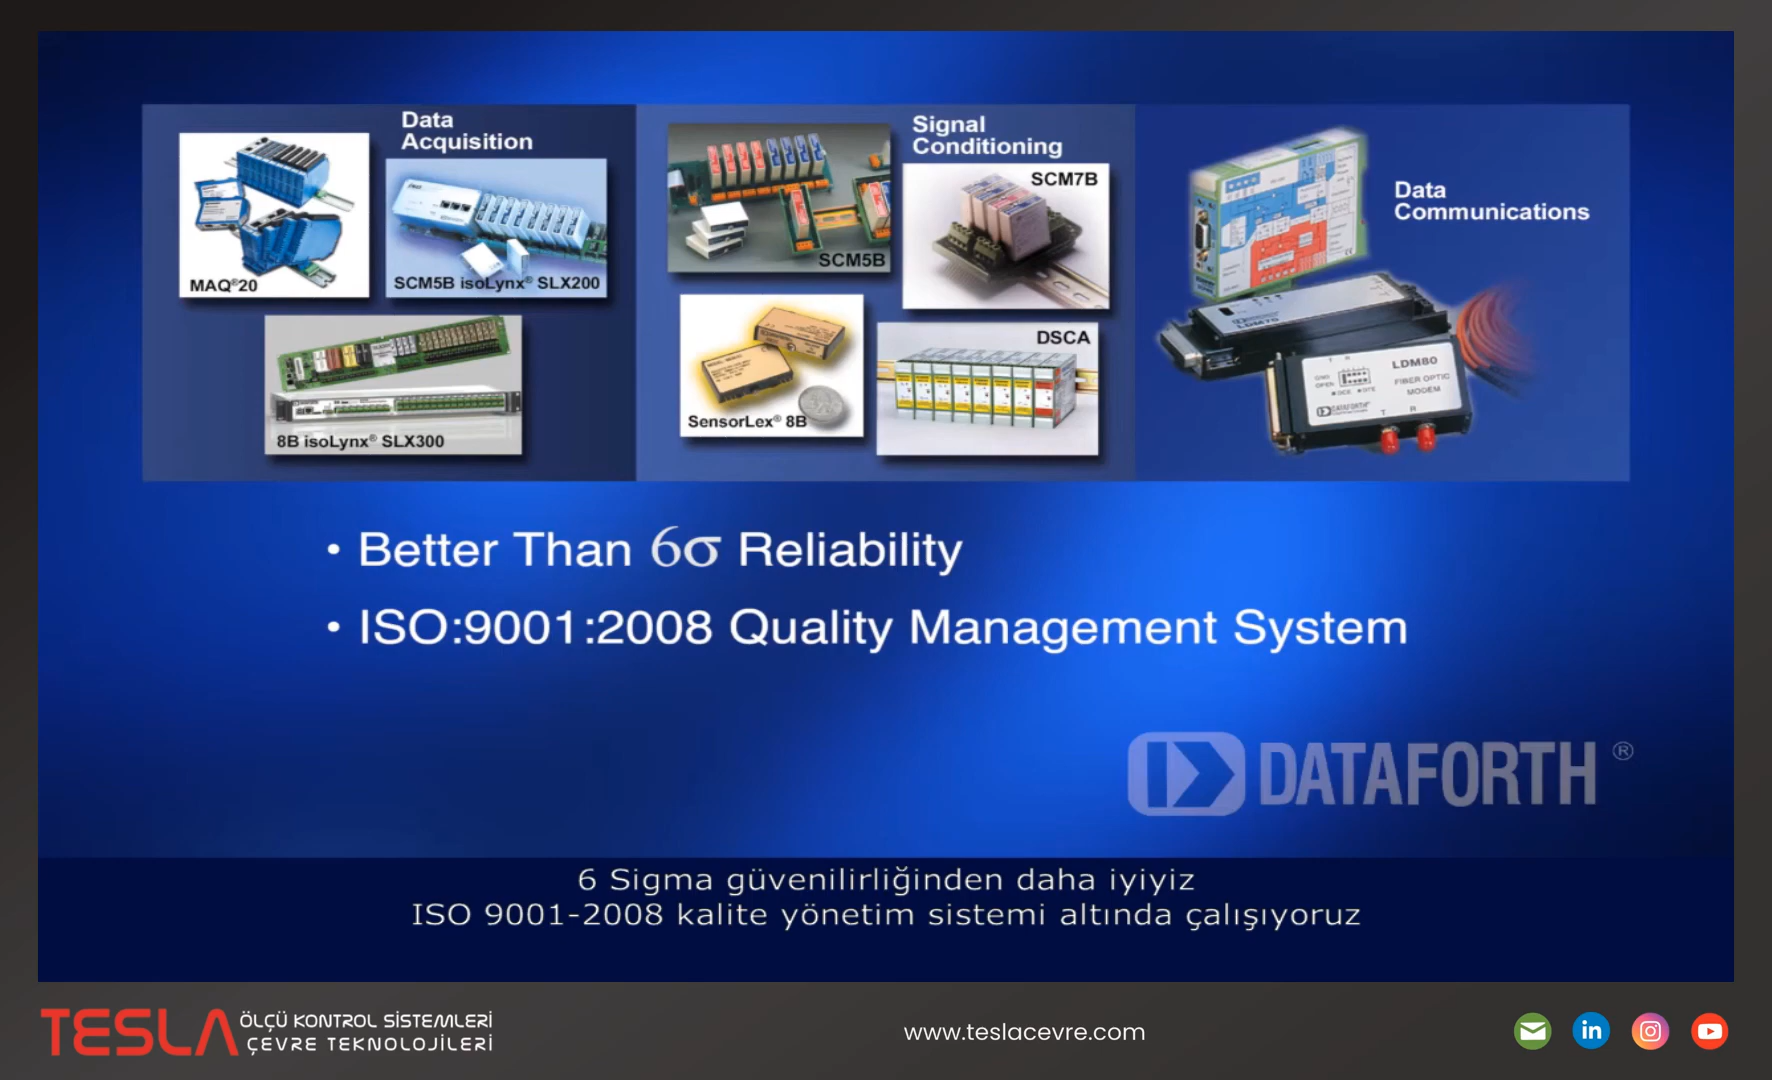 Data
Acquisition
MAQ®20
SCM5B isoLynx® SLX200
8B isoLynx® SLX300
Signal
Conditioning
SCM5B
SCM7B
SensorLex® 8B
DSCA
Data
Communications
LDM70
LDM80
FIBER OPTIC
MODEM
DATAFORTH
T R
• Better Than 6σ Reliability
• ISO:9001:2008 Quality Management System
DATAFORTH ®
6 Sigma güvenilirliğinden daha iyiyiz
ISO 9001-2008 kalite yönetim sistemi altında çalışıyoruz
TESLA ÖLÇÜ KONTROL SİSTEMLERİ
ÇEVRE TEKNOLOJİLERİ
www.teslacevre.com
in